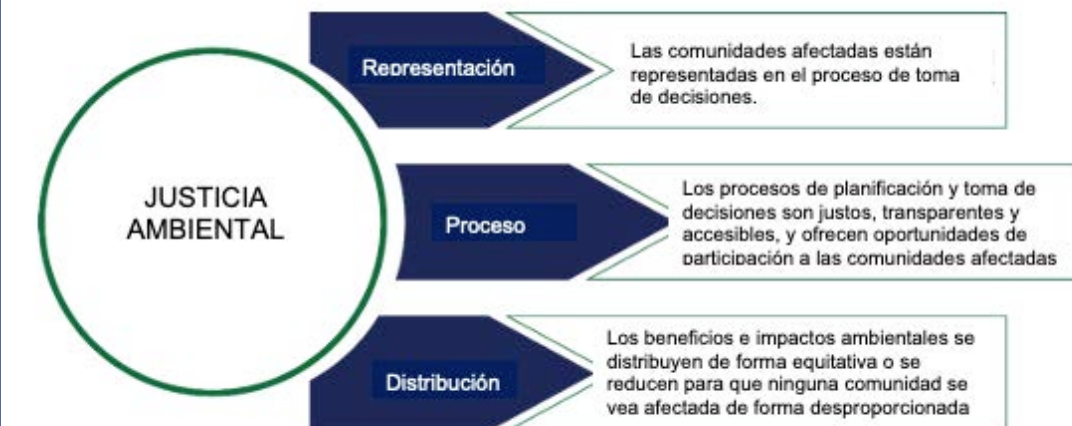 JUSTICIA
AMBIENTAL
Representación
Las comunidades afectadas están
representadas en el proceso de toma
de decisiones.
Proceso
Los procesos de planificación y toma de
decisiones son justos, transparentes y
accesibles, y ofrecen oportunidades de
participación a las comunidades afectadas
Distribución
Los beneficios e impactos ambientales se
distribuyen de forma equitativa o se
reducen para que ninguna comunidad se
vea afectada de forma desproporcionada